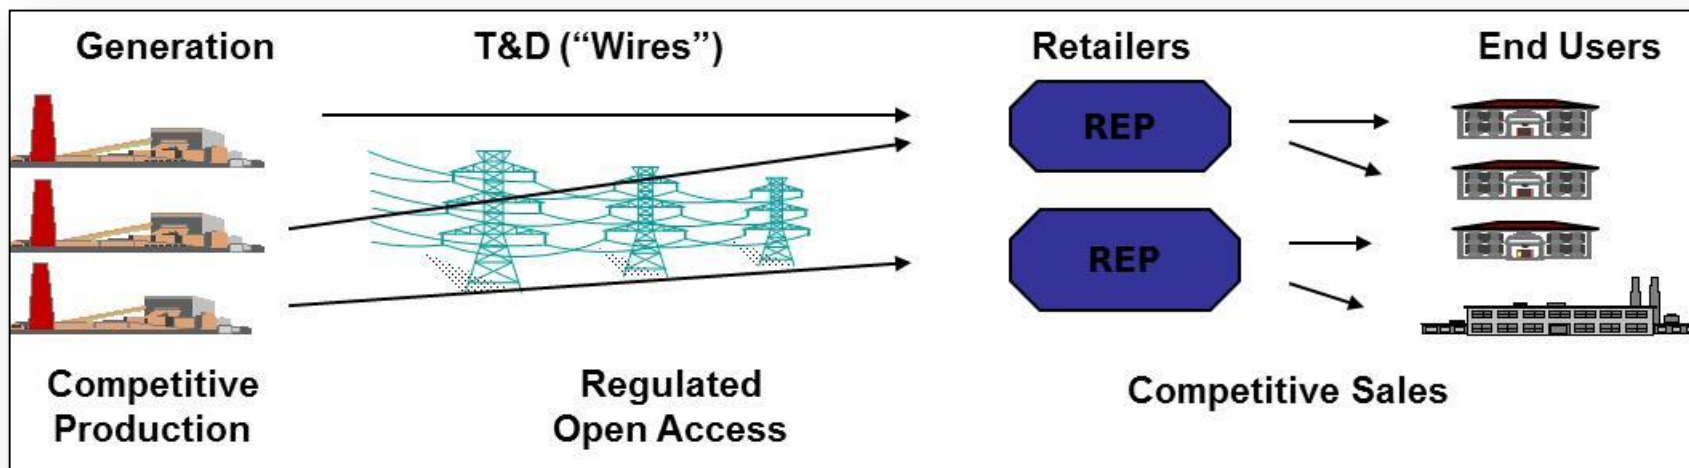 Generation
T&D (“Wires”)
Retailers
End Users
REP
REP
Competitive
Production
Regulated
Open Access
Competitive Sales